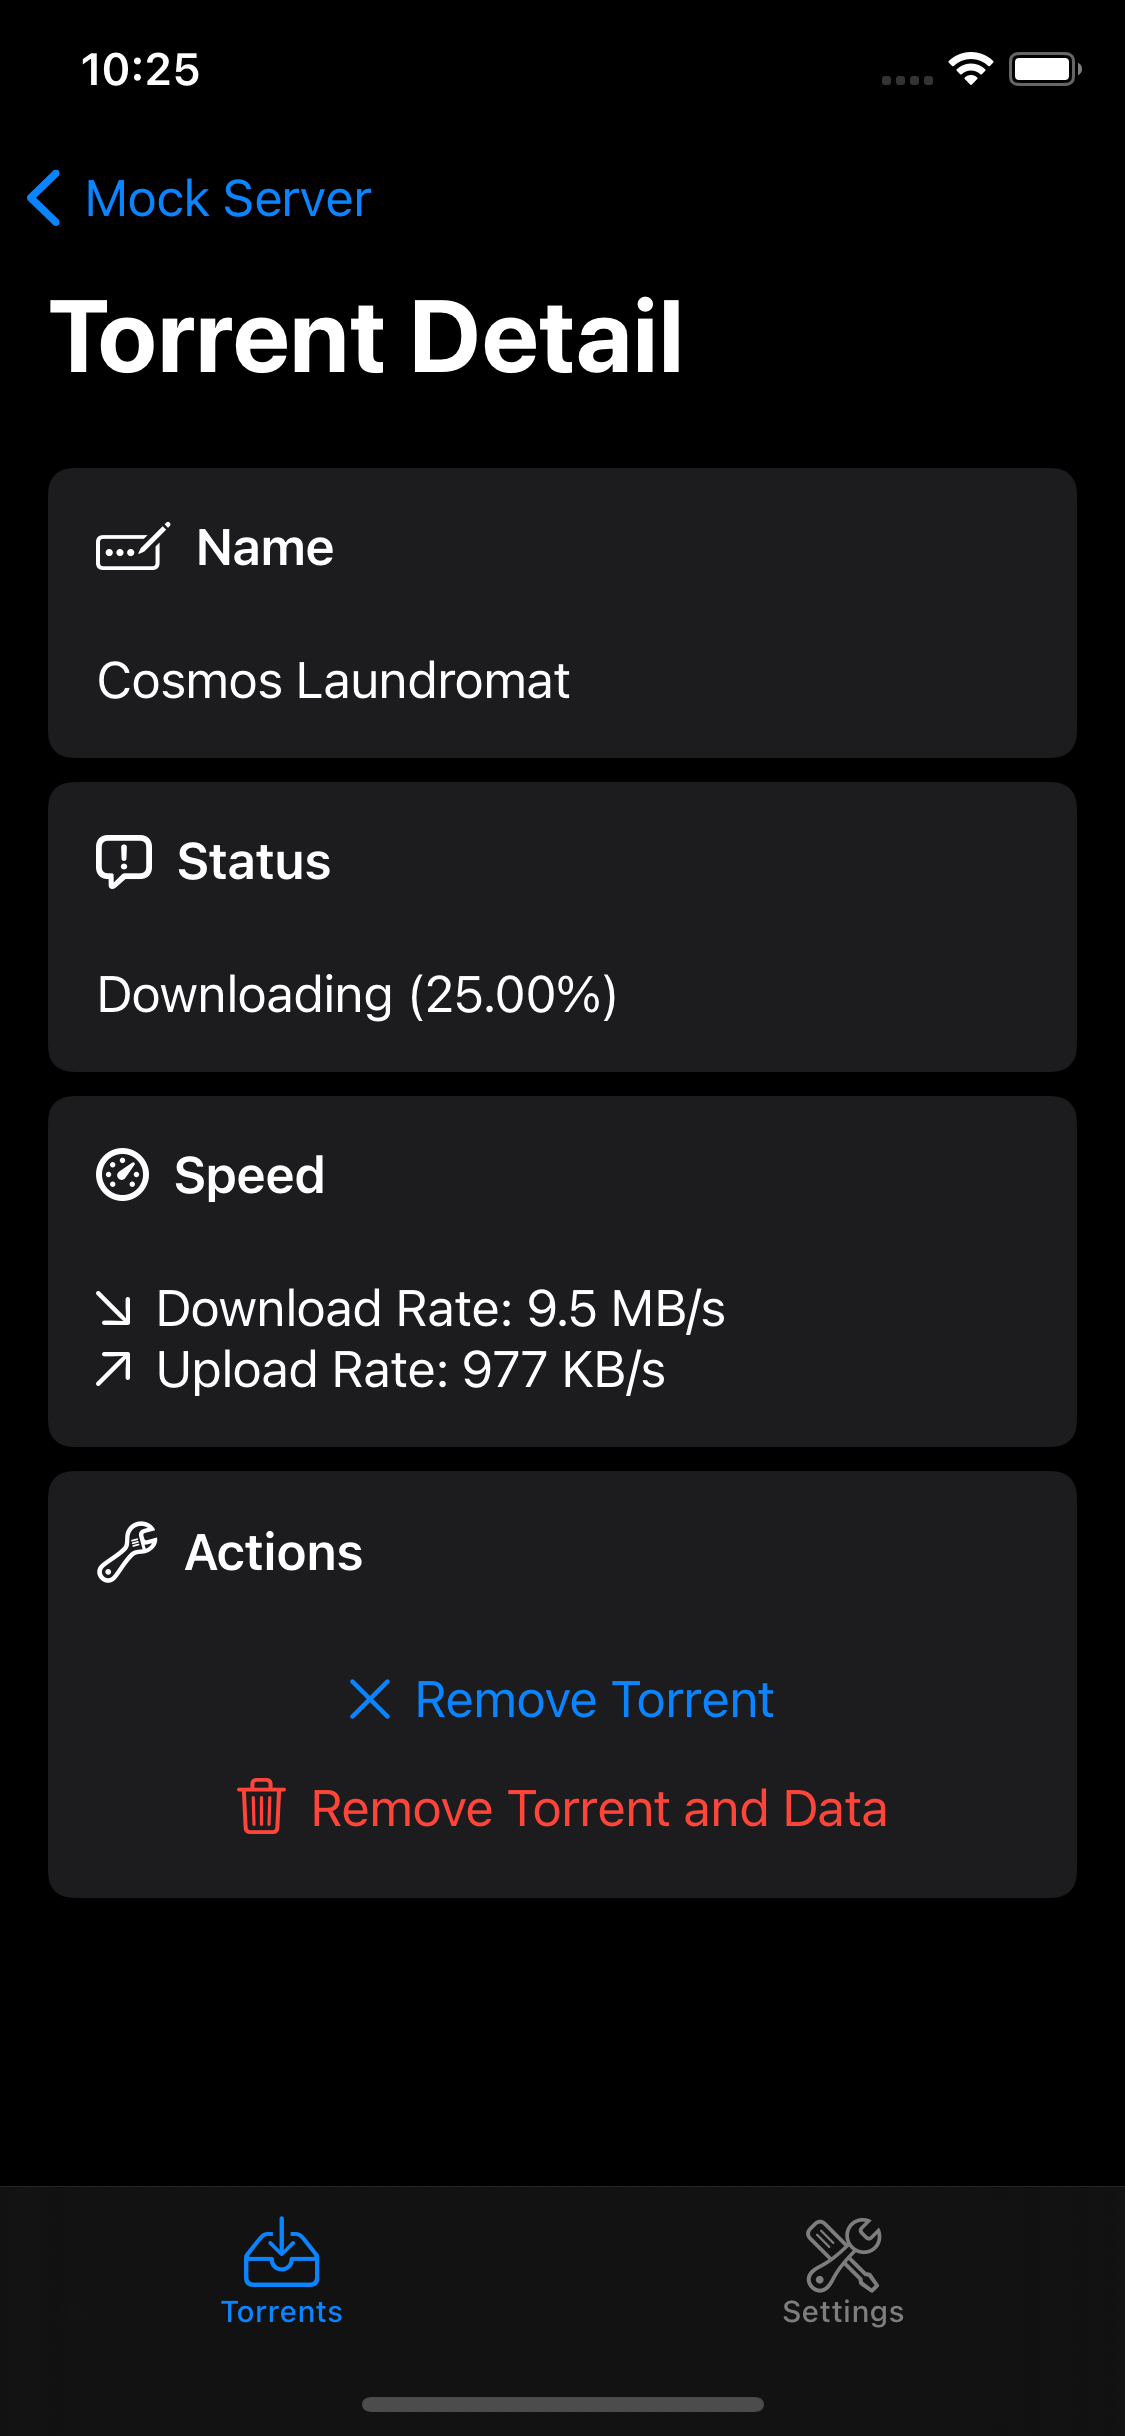 10:25
Mock Server
Torrent Detail
Name
Cosmos Laundromat
Status
Downloading (25.00%)
Speed
Download Rate: 9.5 MB/s
Upload Rate: 977 KB/s
Actions
Remove Torrent
Remove Torrent and Data
Torrents
Settings